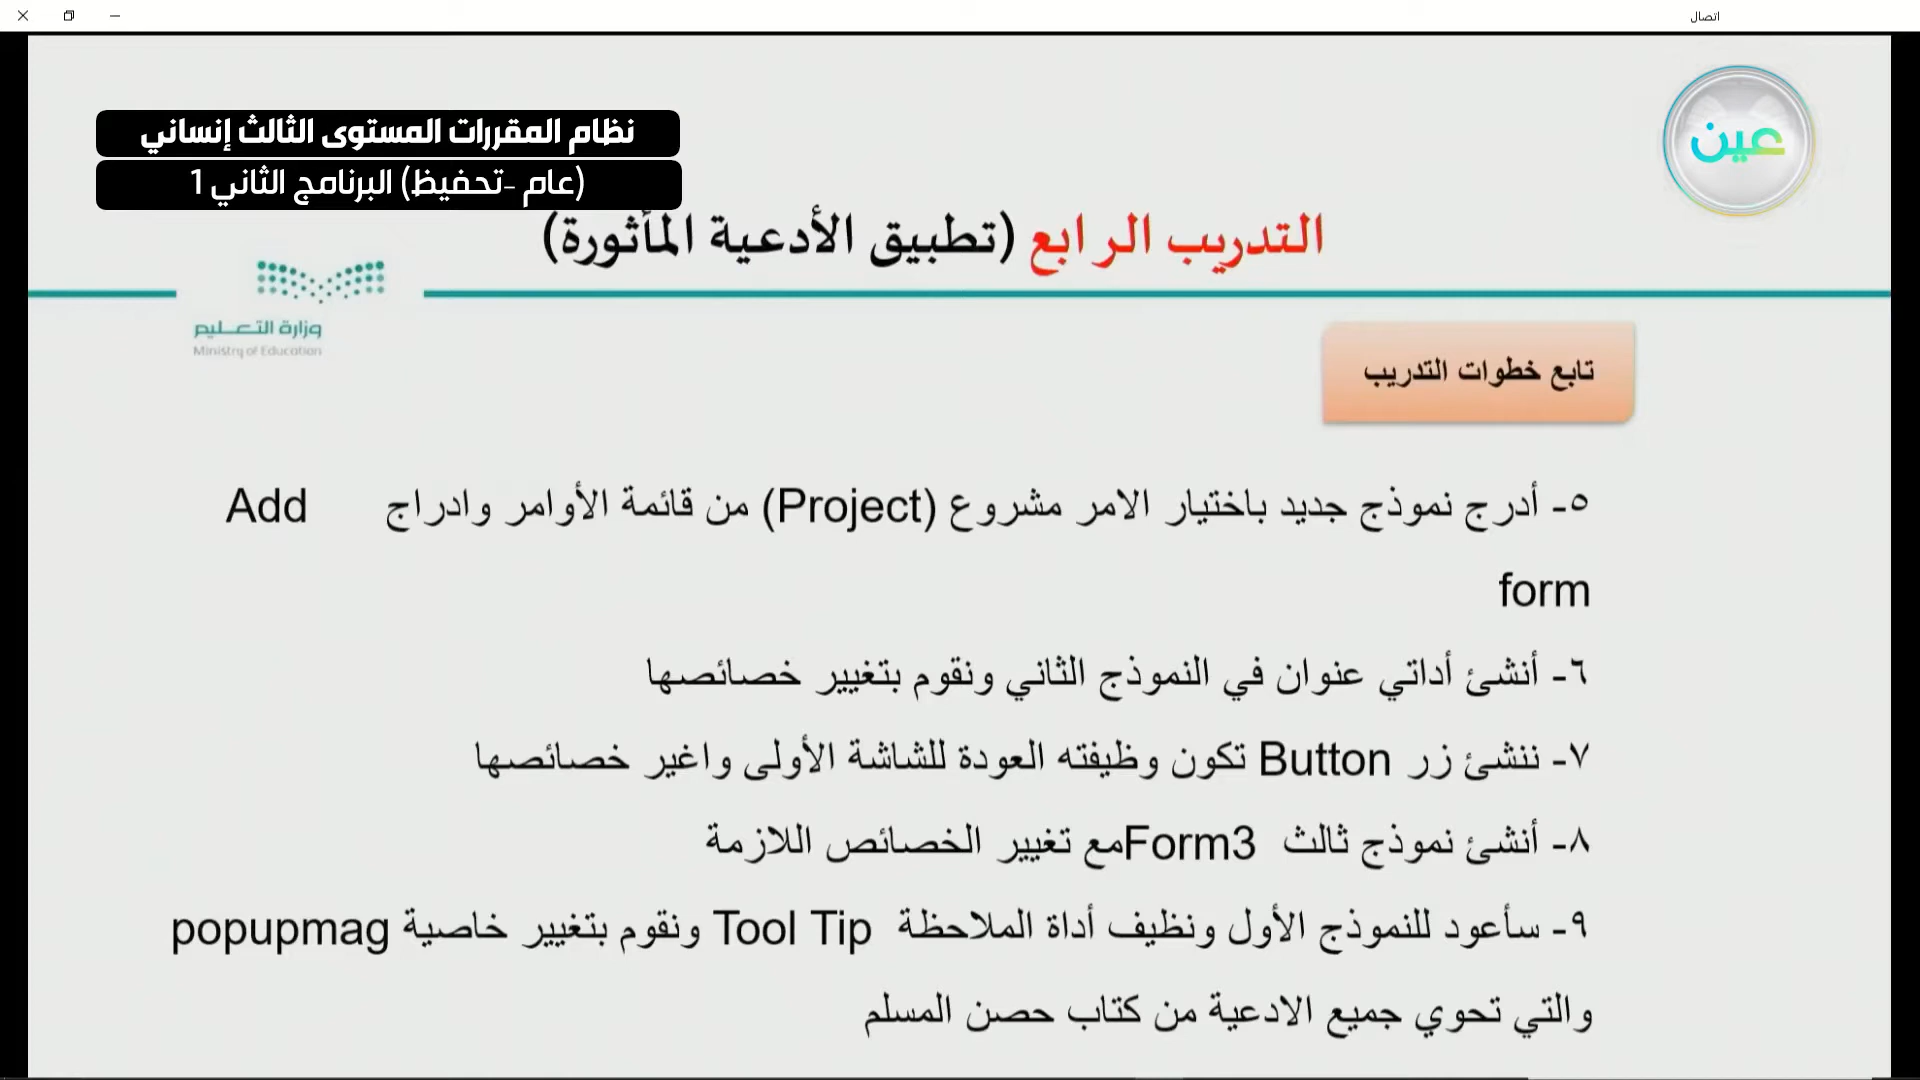 اتصال
نظام المقررات المستوى الثالث إنساني
(عام -تحفيظ) البرنامج الثاني 1
عين
التدريب الرابع (تطبيق الأدعية المأثورة)
وزارة التعليم
Ministry of Education
تابع خطوات التدريب
٥- أدرج نموذج جديد باختيار الامر مشروع (Project) من قائمة الأوامر وادراج Add
form
٦- أنشئ أداتي عنوان في النموذج الثاني ونقوم بتغيير خصائصها
٧- ننشئ زر Button تكون وظيفته العودة للشاشة الأولى واغير خصائصها
٨- أنشئ نموذج ثالث Form3مع تغيير الخصائص اللازمة
٩- سأعود للنموذج الأول ونظيف أداة الملاحظة Tool Tip ونقوم بتغيير خاصية popupmag
والتي تحوي جميع الادعية من كتاب حصن المسلم